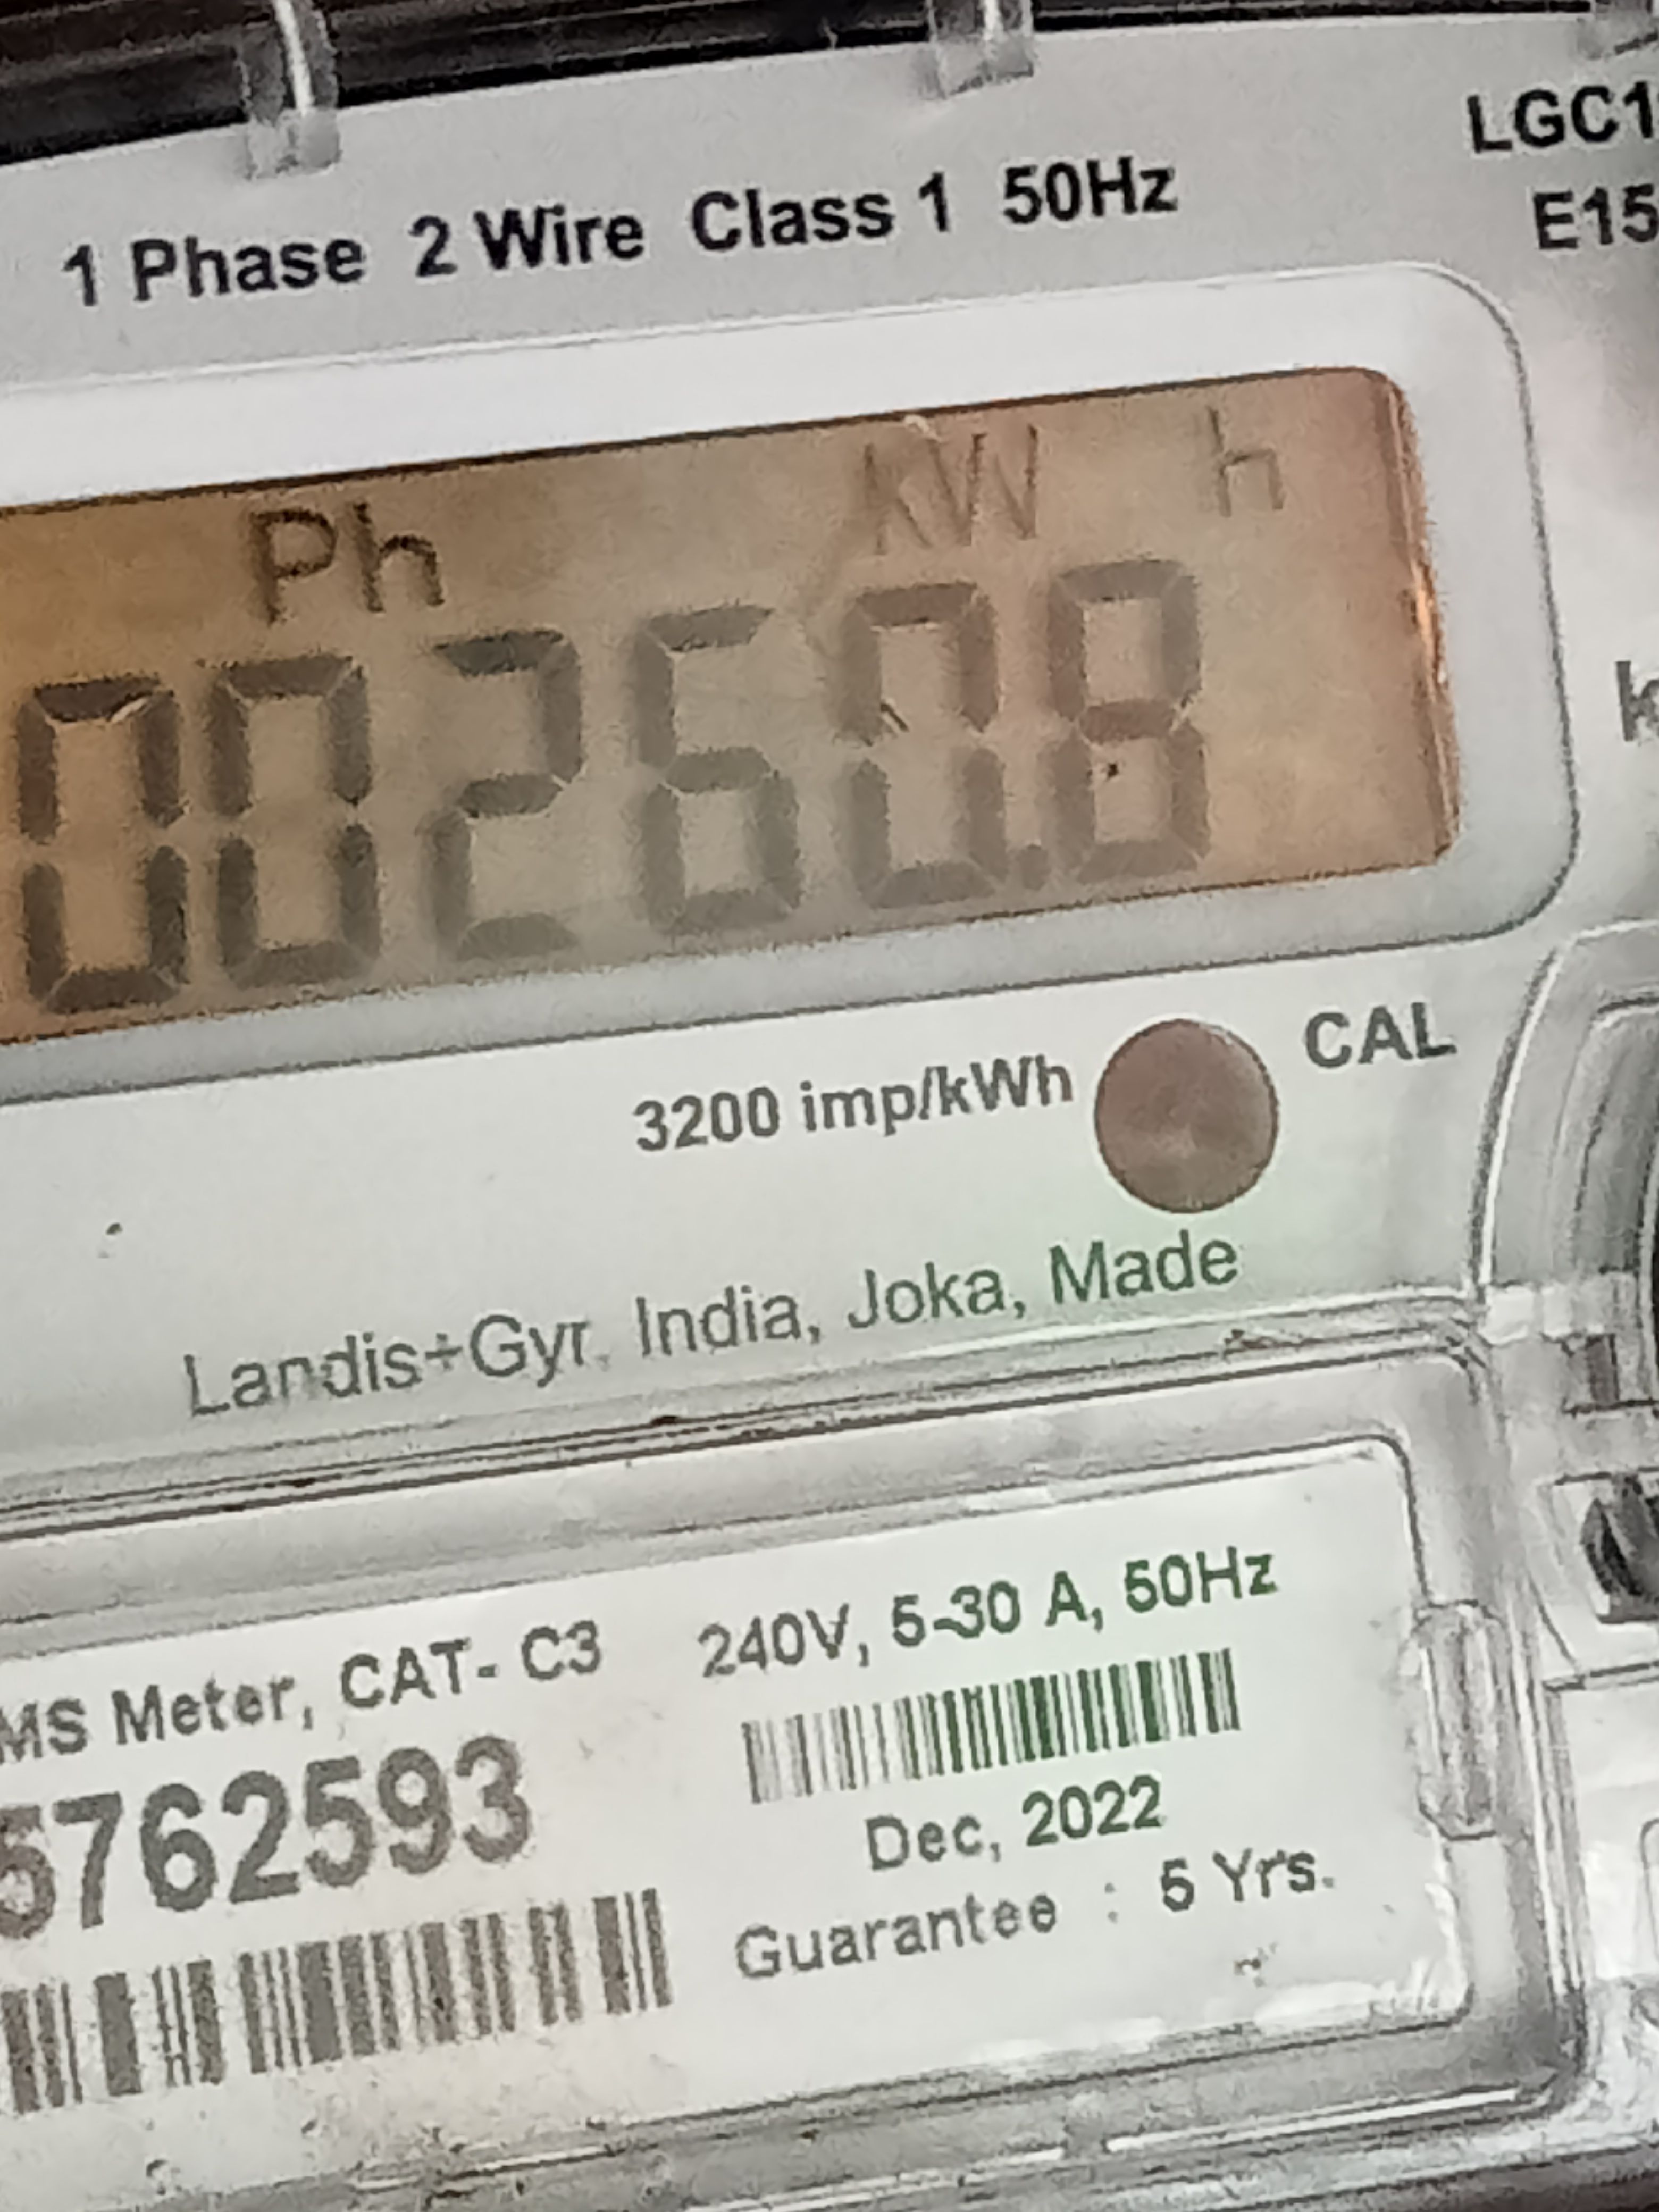 LGC1
1 Phase 2 Wire Class 1 50Hz
E15
Ph kW h
00260.8
k
3200 imp/kWh CAL
Landis+Gyr. India, Joka, Made
MS Meter, CAT- C3 240V, 5-30 A, 50Hz
5762593
Dec, 2022
Guarantee : 5 Yrs.